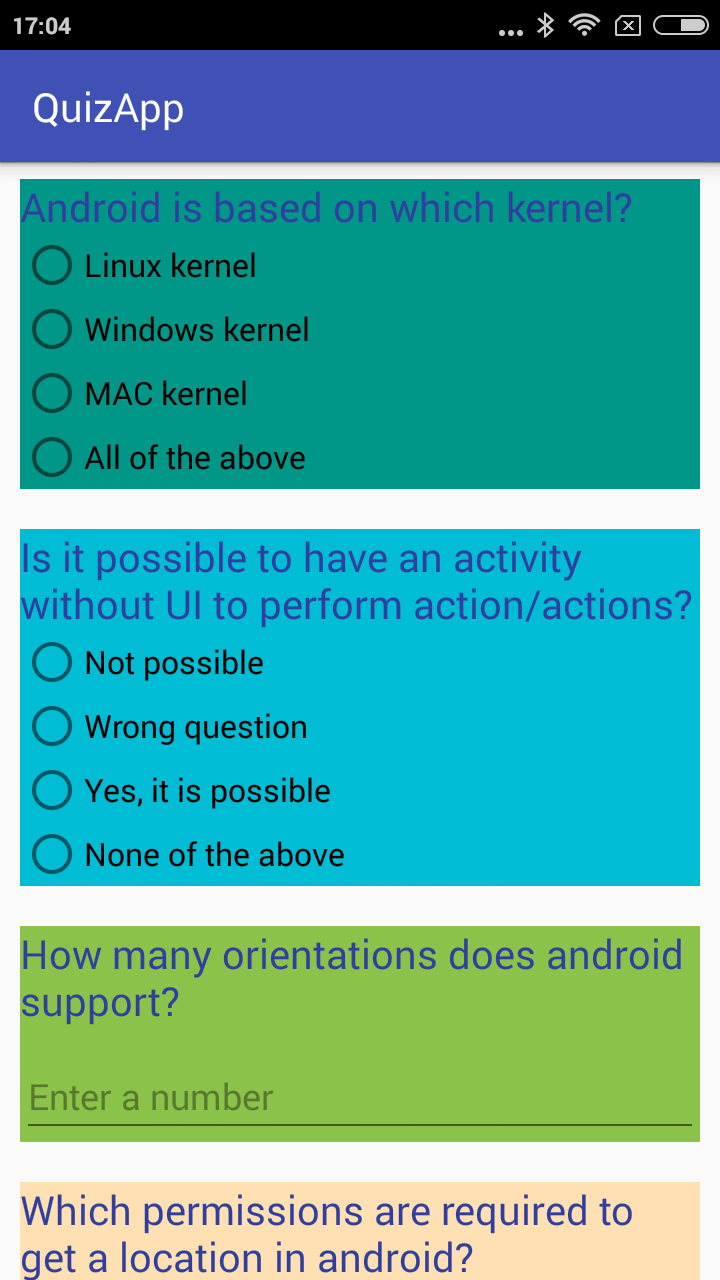 17:04
QuizApp
Android is based on which kernel?
Linux kernel
Windows kernel
MAC kernel
All of the above
Is it possible to have an activity
without UI to perform action/actions?
Not possible
Wrong question
Yes, it is possible
None of the above
How many orientations does android
support?
Enter a number
Which permissions are required to
get a location in android?